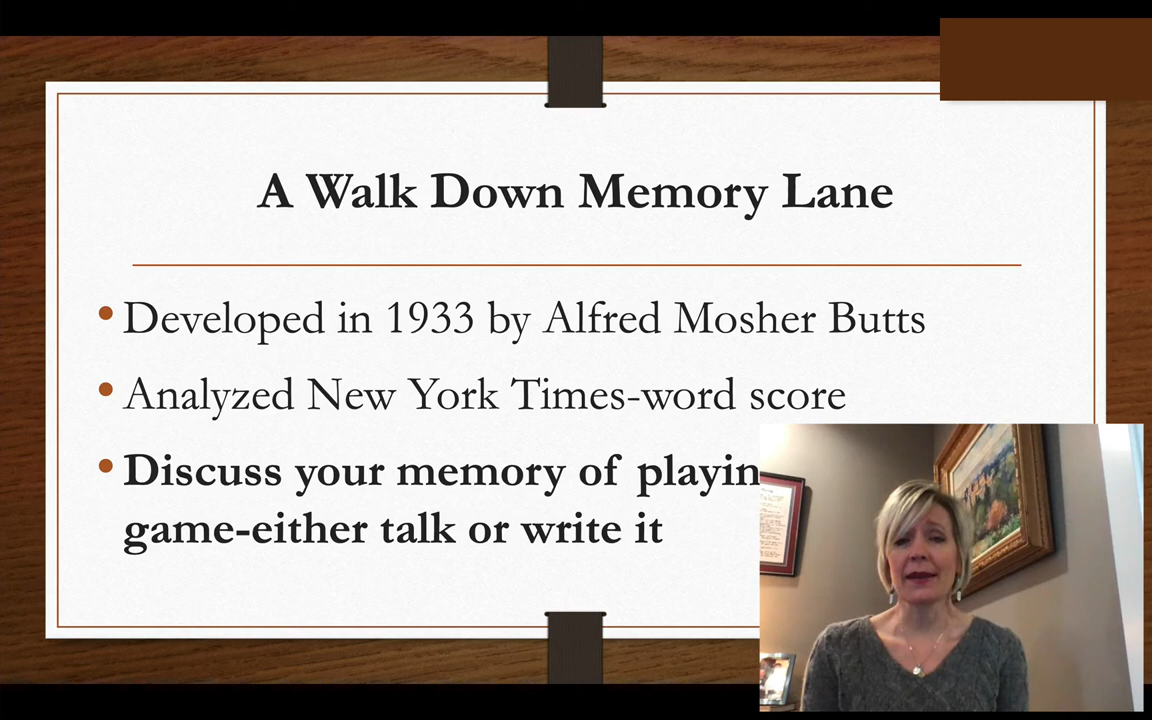 A Walk Down Memory Lane
• Developed in 1933 by Alfred Mosher Butts
• Analyzed New York Times-word score
• Discuss your memory of playin
game-either talk or write it